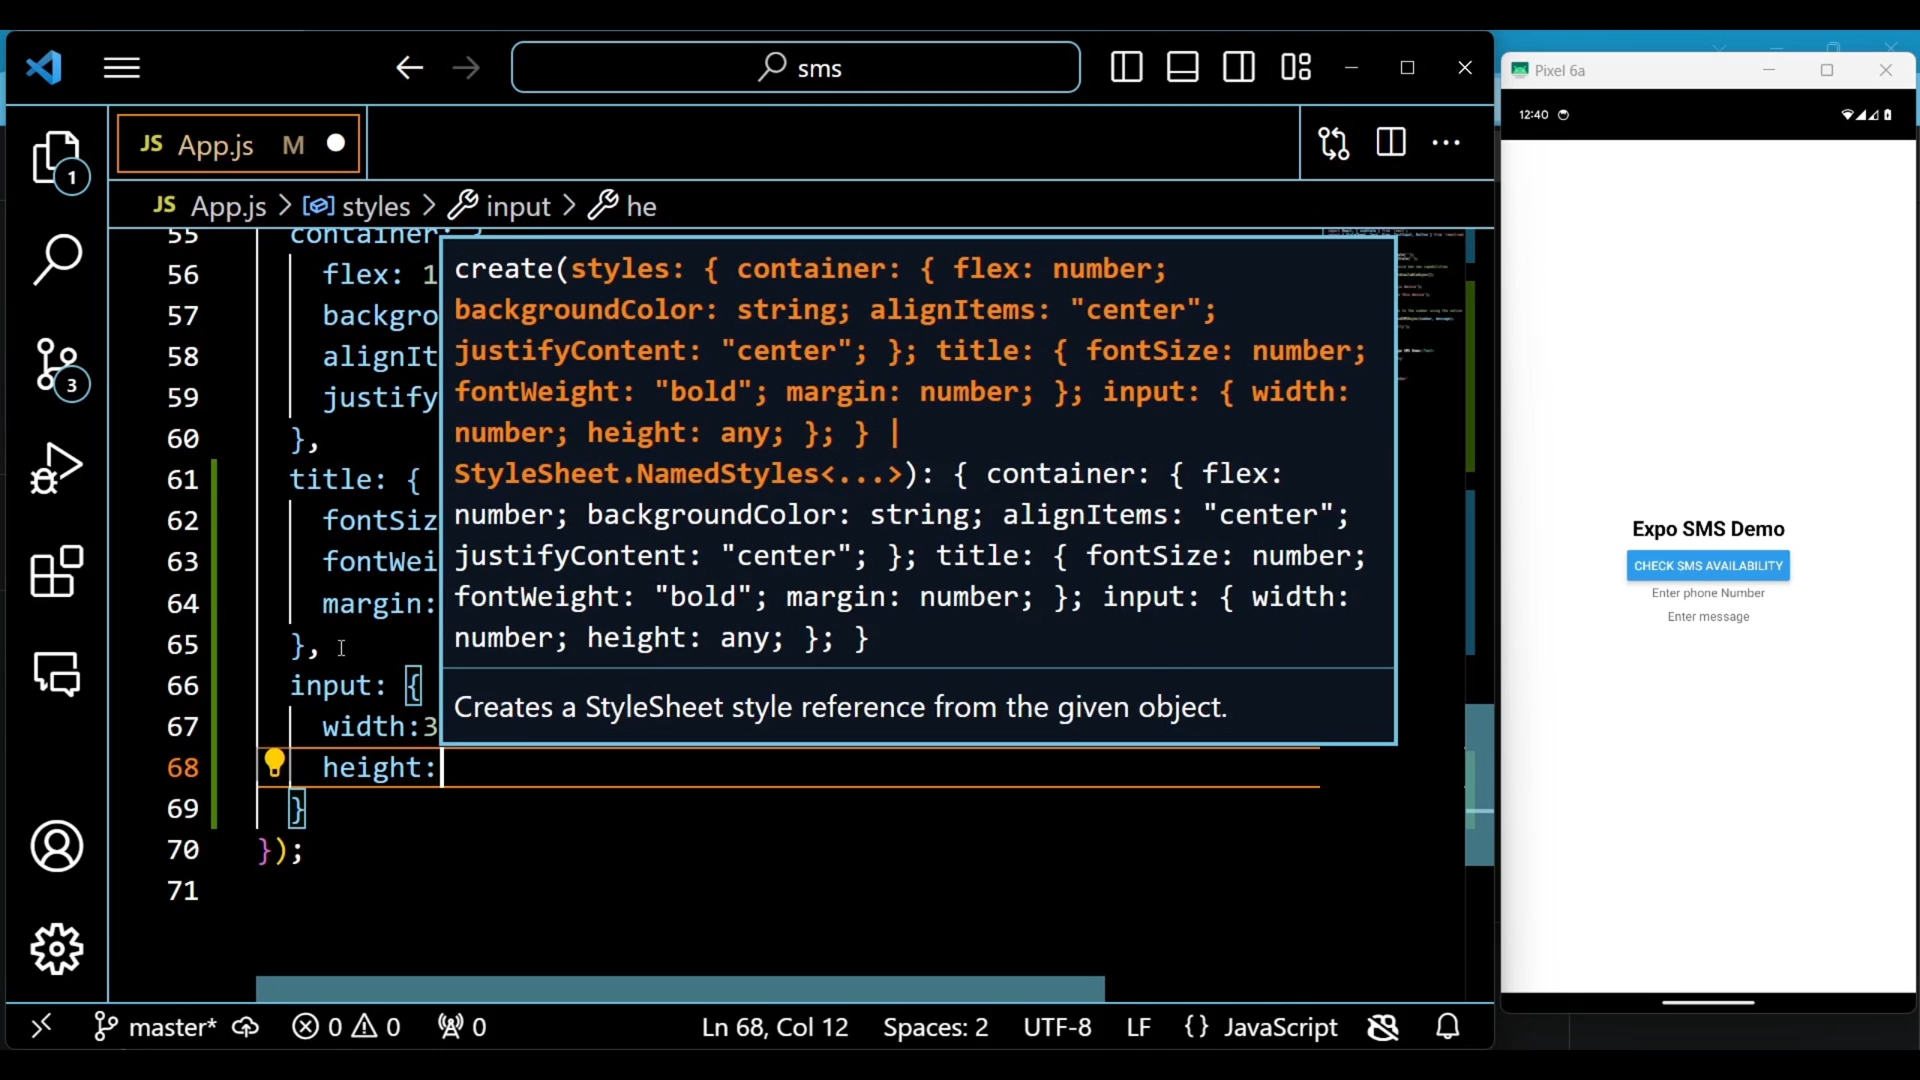 sms
JS App.js M
JS App.js > styles > input > he
55 container:
56 flex: 1
57 backgro
58 alignIt
59 justify
60 },
61 title: {
62 fontSiz
63 fontWei
64 margin:
65 },
66 input: {
67 width:3
68 height:
69 }
70 });
71
create(styles: { container: { flex: number;
backgroundColor: string; alignItems: "center";
justifyContent: "center"; }; title: { fontSize: number;
fontWeight: "bold"; margin: number; }; input: { width:
number; height: any; }; } |
StyleSheet.NamedStyles<...>): { container: { flex:
number; backgroundColor: string; alignItems: "center";
justifyContent: "center"; }; title: { fontSize: number;
fontWeight: "bold"; margin: number; }; input: { width:
number; height: any; }; }
Creates a StyleSheet style reference from the given object.
1
3
master* 0 0 0 Ln 68, Col 12 Spaces: 2 UTF-8 LF {} JavaScript
Pixel 6a
12:40
Expo SMS Demo
CHECK SMS AVAILABILITY
Enter phone Number
Enter message